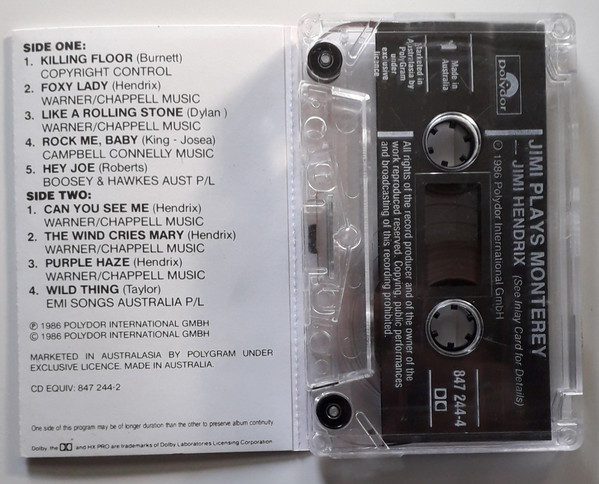 SIDE ONE:
1. KILLING FLOOR (Burnett)
COPYRIGHT CONTROL
2. FOXY LADY (Hendrix)
WARNER/CHAPPELL MUSIC
3. LIKE A ROLLING STONE (Dylan )
WARNER/CHAPPELL MUSIC
4. ROCK ME, BABY (King - Josea)
CAMPBELL CONNELLY MUSIC
5. HEY JOE (Roberts)
BOOSEY & HAWKES AUST P/L
SIDE TWO:
1. CAN YOU SEE ME (Hendrix)
WARNER/CHAPPELL MUSIC
2. THE WIND CRIES MARY (Hendrix)
WARNER/CHAPPELL MUSIC
3. PURPLE HAZE (Hendrix)
WARNER/CHAPPELL MUSIC
4. WILD THING (Taylor)
EMI SONGS AUSTRALIA P/L
℗ 1986 POLYDOR INTERNATIONAL GMBH
© 1986 POLYDOR INTERNATIONAL GMBH
MARKETED IN AUSTRALASIA BY POLYGRAM UNDER
EXCLUSIVE LICENCE. MADE IN AUSTRALIA.
CD EQUIV: 847 244-2
One side of this program may be of longer duration than the other to preserve album continuity
Dolby the DD and HX PRO are trademarks of Dolby Laboratories Licensing Corporation
polydor
JIMI PLAYS MONTEREY
— JIMI HENDRIX (See Inlay Card for Details)
℗ 1986 Polydor International GmbH
1
Made in
Australia
Marketed in
Australasia by
PolyGram
under
exclusive
licence
847 244-4
All rights of the record producer and of the owner of the
work reproduced reserved. Copying, public performances
and broadcasting of this recording prohibited.